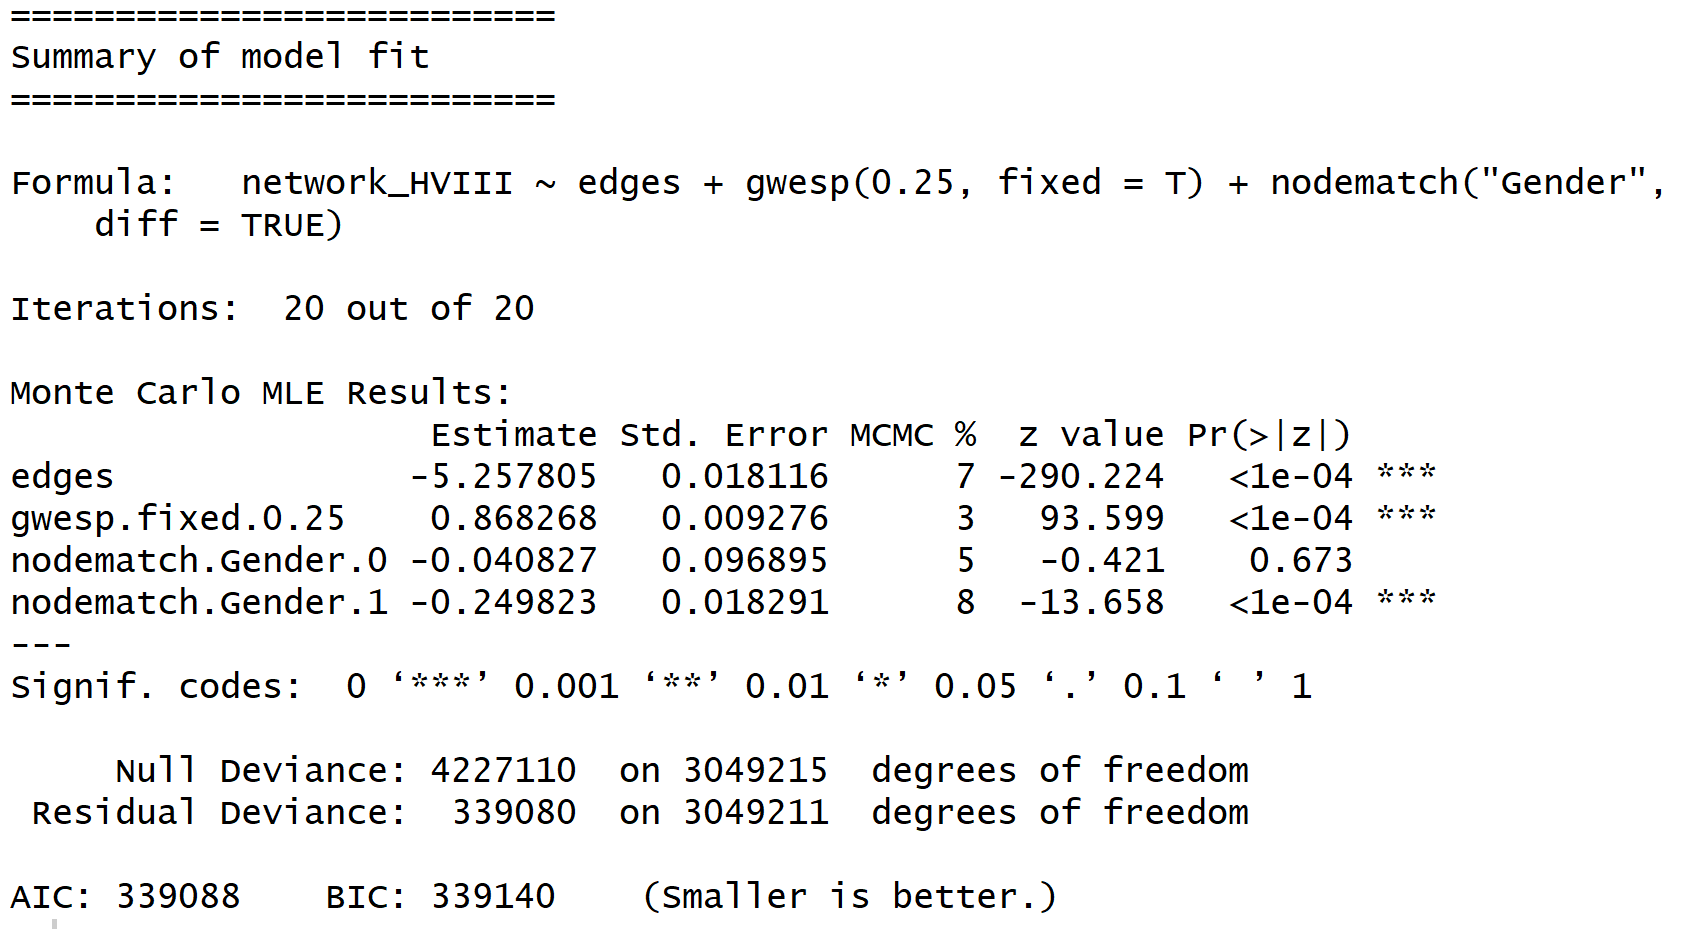 ==========================
Summary of model fit
==========================
Formula:   network_HVIII ~ edges + gwesp(0.25, fixed = T) + nodematch("Gender",
    diff = TRUE)
Iterations:  20 out of 20
Monte Carlo MLE Results:
                    Estimate Std. Error MCMC %  z value Pr(>|z|)
edges              -5.257805   0.018116      7 -290.224   <1e-04 ***
gwesp.fixed.0.25    0.868268   0.009276      3   93.599   <1e-04 ***
nodematch.Gender.0 -0.040827   0.096895      5   -0.421    0.673
nodematch.Gender.1 -0.249823   0.018291      8  -13.658   <1e-04 ***
---
Signif. codes:  0 ‘***’ 0.001 ‘**’ 0.01 ‘*’ 0.05 ‘.’ 0.1 ‘ ’ 1
     Null Deviance: 4227110  on 3049215  degrees of freedom
 Residual Deviance:  339080  on 3049211  degrees of freedom
AIC: 339088    BIC: 339140    (Smaller is better.)